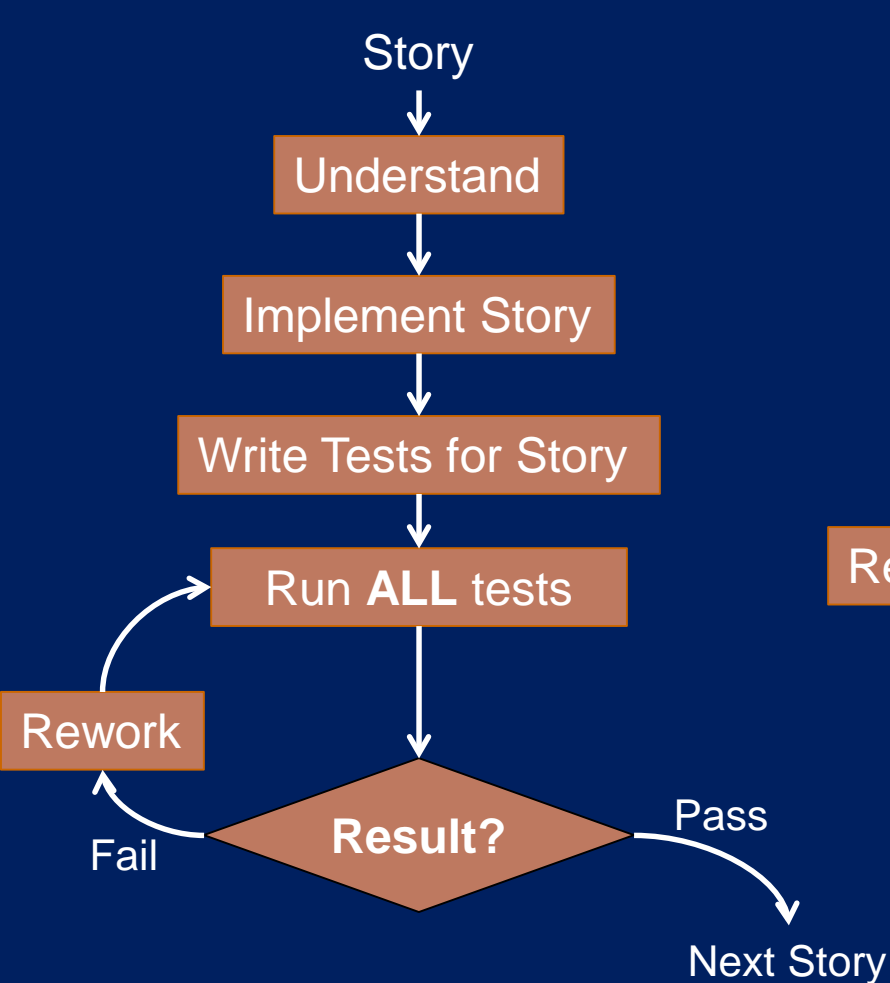 Story
Understand
Implement Story
Write Tests for Story
Run ALL tests
Rework
Result?
Fail
Pass
Next Story